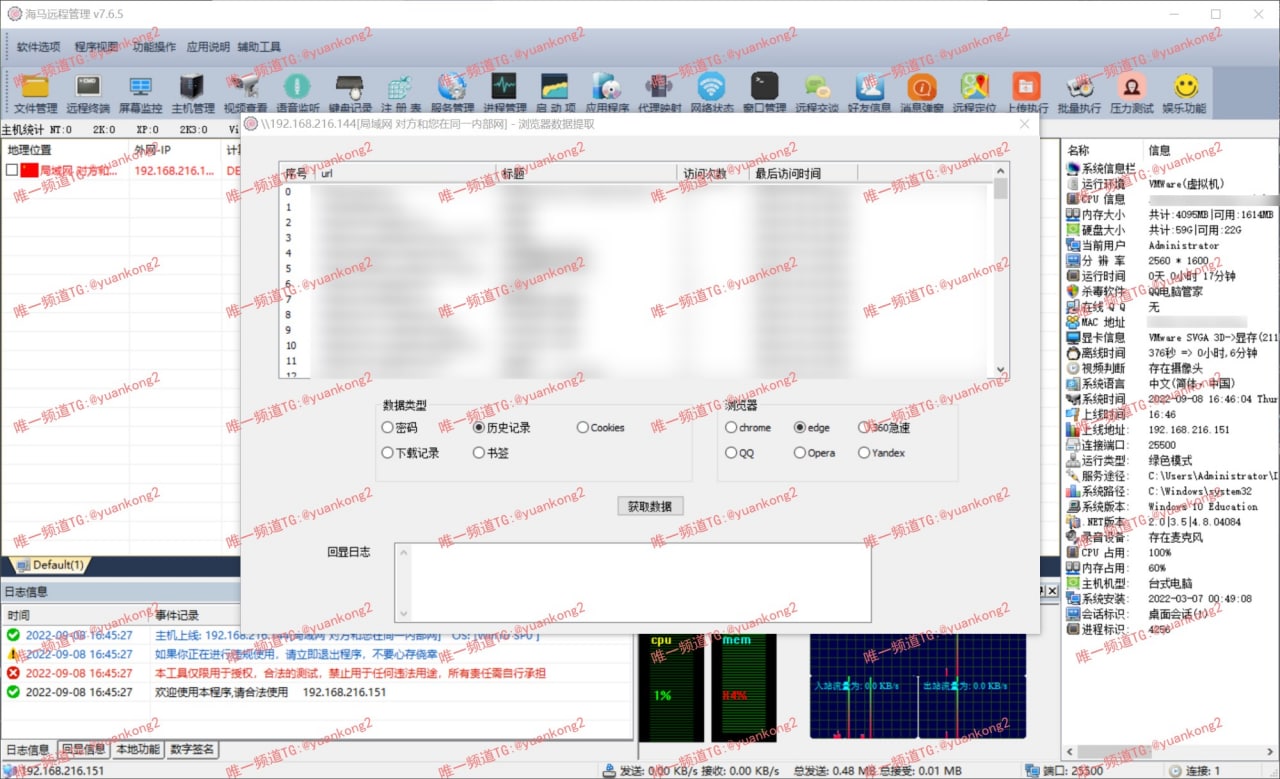 海马远程管理 v7.6.5
软件选项 程序视图 功能操作 应用说明 辅助工具
文件管理 远程终端 屏幕监控 主机管理 视频查看 语音监听 键盘记录 注 册 表 服务管理 进程管理 启 动 项 应用程序 代理映射 网络状态 窗口管理 远程交谈 好友信息 消息弹窗 远程定位 上传执行 批量执行 压力测试 娱乐功能
主机统计 NT:0 2K:0 XP:0 2K3:0 Vi
地理位置 外网-IP 计
局域网 对方和... 192.168.216.1... DE
\\192.168.216.144[局域网 对方和您在同一内部网] - 浏览器数据提取
序号 url 标题 访问次数 最后访问时间
0
1
2
3
4
5
6
7
8
9
10
11
12
数据类型
密码 历史记录 Cookies
下载记录 书签
浏览器
chrome edge 360急速
QQ Opera Yandex
获取数据
回显日志
名称 信息
系统信息栏
运行环境 VMWare(虚拟机)
CPU 信息
内存大小 共计:4095MB|可用:1614MB
硬盘大小 共计:59G|可用:22G
当前用户 Administrator
分 辨 率 2560 * 1600
运行时间 0天 0小时 17分钟
杀毒软件 QQ电脑管家
在线 Q Q 无
MAC 地址
显卡信息 VMware SVGA 3D->显存(211
离线时间 376秒 => 0小时,6分钟
视频判断 存在摄像头
系统语言 中文(简体，中国)
系统时间 2022-09-08 16:46:04 Thur
上线时间 16:46
上线地址: 192.168.216.151
连接端口: 25500
运行类型: 绿色模式
服务途径: C:\Users\Administrator\D
系统路径: C:\Windows\system32
系统版本: Windows 10 Education
.NET版本: 2.0|3.5|4.8.04084
录音设备: 存在麦克风
CPU 占用: 100%
内存占用: 60%
主机机型: 台式电脑
系统安装: 2022-03-07 00:49:08
会话标识: 桌面会话(1)
进程标识: 4256
Default(1)
日志信息
时间 事件记录
2022-09-08 16:45:27 主机上线: 192.168.216.144[局域网 对方和您在同一内部网] OS: [Win 10 SP0 ]
2022-09-08 16:45:27 如果你正在进行违规使用，请立即退出程序，不要心存侥幸
2022-09-08 16:45:27 本工具仅限用于授权，合法的测试，禁止用于任何违法用途，所有责任需自行承担
2022-09-08 16:45:27 欢迎使用本程序,请合法使用 192.168.216.151
cpu mem
1% 84%
入站流量为: 0.0 KB/s 出站流量为: 0.0 KB/s
日志信息 回显信息 本地功能 数字签名
192.168.216.151 发送: 0.00 KB/s 接收: 0.00 KB/s 总发送: 0.48 MB 总接受: 0.01 MB 端口: 25500 连接: 1
唯一频道TG:@yuankong2